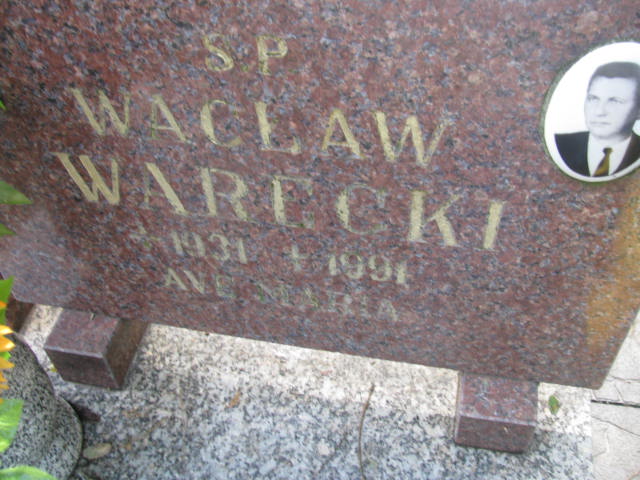 Ś.P.
WACŁAW
WARECKI
* 1931 + 1991
AVE MARIA